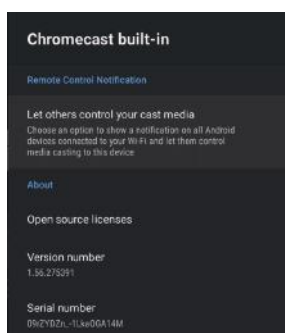 Chromecast built-in
Remote Control Notification
Let others control your cast media
Choose an option to show a notification on all Android
devices connected to your Wi-Fi and let them control
media casting to this device
About
Open source licenses
Version number
1.56.275391
Serial number